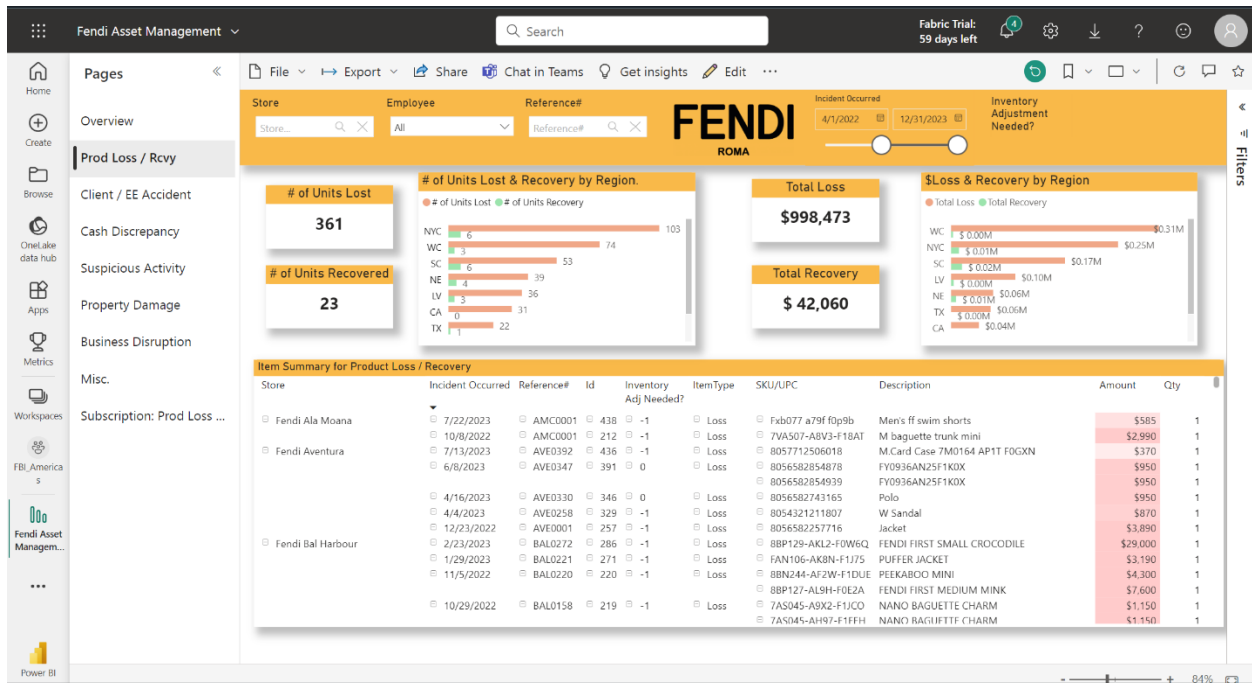 Fendi Asset Management
Search
Fabric Trial:
59 days left
4
Home
Create
Browse
OneLake
data hub
Apps
Metrics
Workspaces
FBI_America
s
Fendi Asset
Managem...
Power BI
Pages
Overview
Prod Loss / Rcvy
Client / EE Accident
Cash Discrepancy
Suspicious Activity
Property Damage
Business Disruption
Misc.
Subscription: Prod Loss ...
File Export Share Chat in Teams Get insights Edit
Filters
Store Employee Reference#
Store... All Reference#
FENDI
ROMA
Incident Occurred
4/1/2022 12/31/2023
Inventory
Adjustment
Needed?
# of Units Lost
361
# of Units Recovered
23
# of Units Lost & Recovery by Region.
# of Units Lost # of Units Recovery
NYC 103
6
WC 74
3
SC 53
6
NE 39
4
LV 36
3
CA 31
0
TX 22
1
Total Loss
$998,473
Total Recovery
$ 42,060
$Loss & Recovery by Region
Total Loss Total Recovery
WC $0.31M
$ 0.00M
NYC $0.25M
$ 0.01M
SC $0.17M
$ 0.02M
LV $0.10M
$ 0.00M
NE $0.06M
$ 0.01M
TX $0.06M
$ 0.00M
CA $0.04M
Item Summary for Product Loss / Recovery
Store Incident Occurred Reference# Id Inventory Adj Needed? ItemType SKU/UPC Description Amount Qty
Fendi Ala Moana 7/22/2023 AMC0001 438 -1 Loss Fxb077 a79f f0p9b Men's ff swim shorts $585 1
10/8/2022 AMC0001 212 -1 Loss 7VA507-A8V3-F18AT M baguette trunk mini $2,990 1
Fendi Aventura 7/13/2023 AVE0392 436 -1 Loss 8057712506018 M.Card Case 7M0164 AP1T F0GXN $370 1
6/8/2023 AVE0347 391 0 Loss 8056582854878 FY0936AN25F1K0X $950 1
8056582854939 FY0936AN25F1K0X $950 1
4/16/2023 AVE0330 346 0 Loss 8056582743165 Polo $950 1
4/4/2023 AVE0258 329 -1 Loss 8054321211807 W Sandal $870 1
12/23/2022 AVE0001 257 -1 Loss 8056582257716 Jacket $3,890 1
Fendi Bal Harbour 2/23/2023 BAL0272 286 -1 Loss 8BP129-AKL2-F0W6Q FENDI FIRST SMALL CROCODILE $29,000 1
1/29/2023 BAL0221 271 -1 Loss FAN106-AK8N-F1J75 PUFFER JACKET $3,190 1
11/5/2022 BAL0220 220 -1 Loss 8BN244-AF2W-F1DUE PEEKABOO MINI $4,300 1
8BP127-AL9H-F0E2A FENDI FIRST MEDIUM MINK $7,600 1
10/29/2022 BAL0158 219 -1 Loss 7AS045-A9X2-F1JCO NANO BAGUETTE CHARM $1,150 1
7AS045-AH97-F1FFH NANO BAGUETTE CHARM $1,150 1
84%